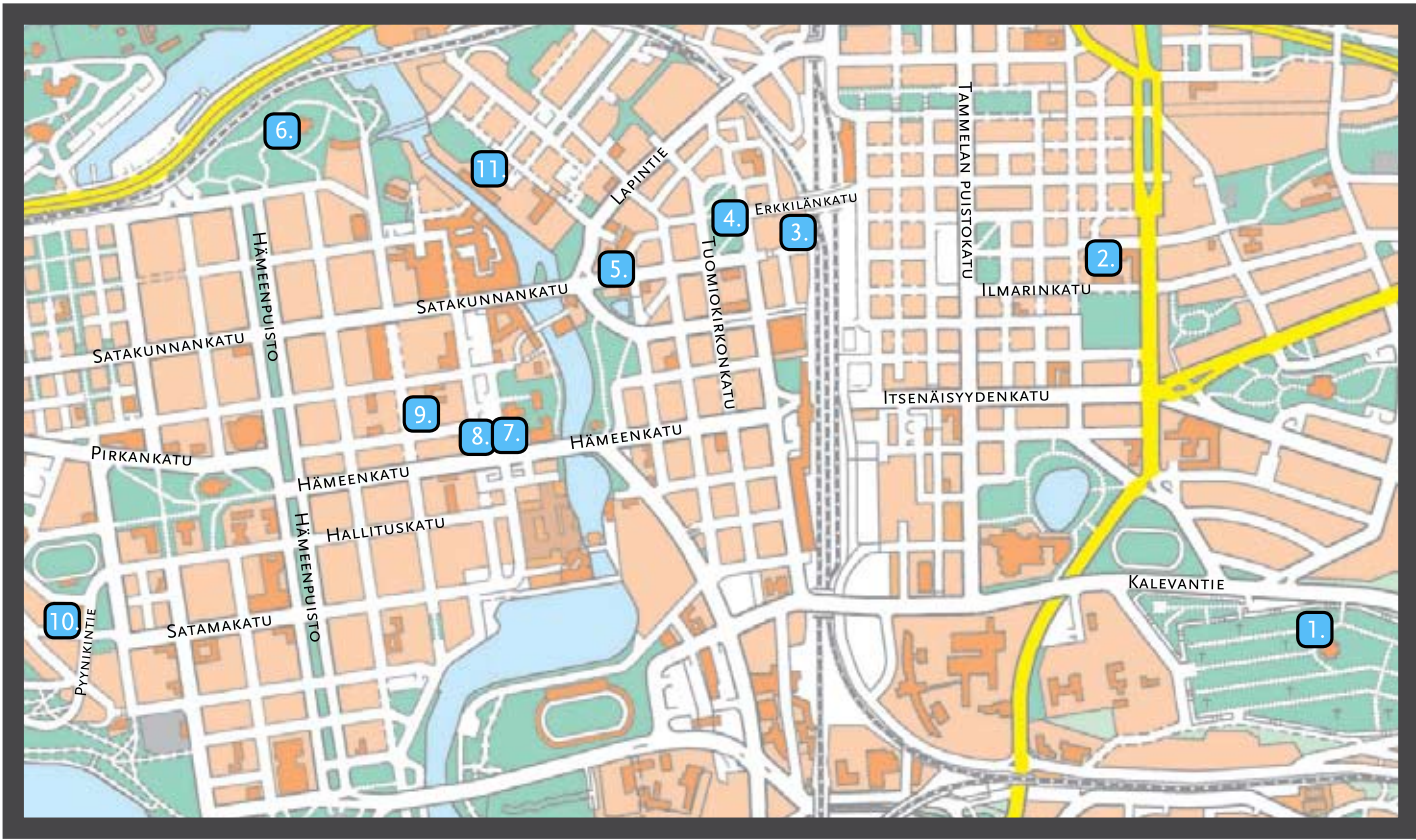 6.
11.
LAPINTIE
TAMMELAN PUISTOKATU
4.
ERKKILÄNKATU
3.
HÄMEENPUISTO
TUOMIOKIRKONKATU
5.
2.
ILMARINKATU
SATAKUNNANKATU
SATAKUNNANKATU
ITSENÄISYYDENKATU
9.
8.
7.
HÄMEENKATU
PIRKANKATU
HÄMEENKATU
HALLITUSKATU
HÄMEENPUISTO
KALEVANTIE
10.
PYYNIKINTIE
SATAMAKATU
1.